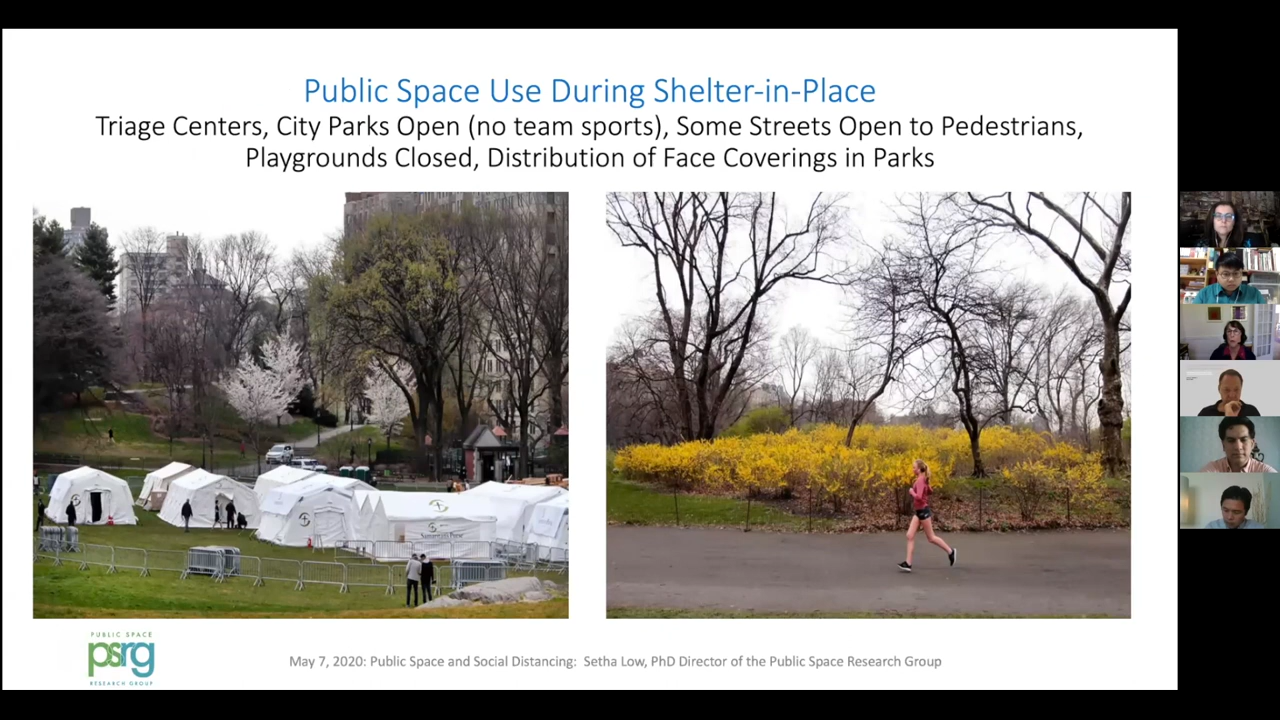 Public Space Use During Shelter-in-Place
Triage Centers, City Parks Open (no team sports), Some Streets Open to Pedestrians,
Playgrounds Closed, Distribution of Face Coverings in Parks
PUBLIC SPACE
psrg
RESEARCH GROUP
May 7, 2020: Public Space and Social Distancing: Setha Low, PhD Director of the Public Space Research Group